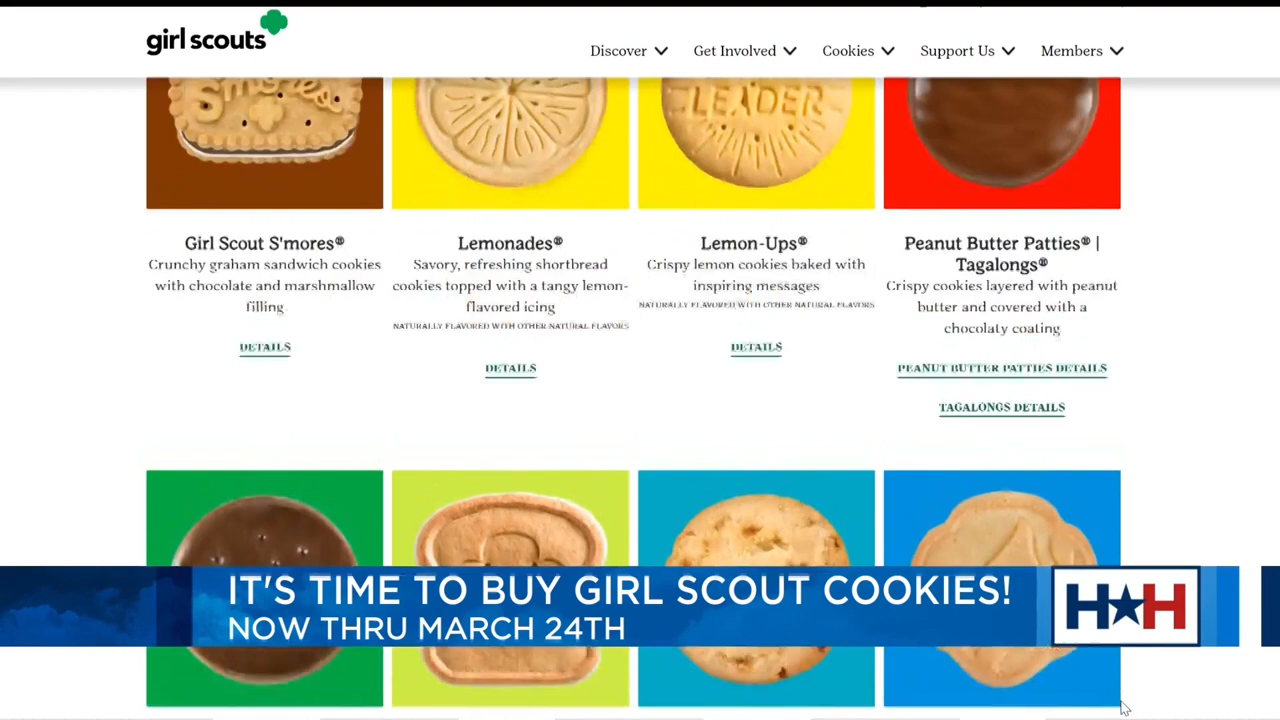 girl scouts
Discover Get Involved Cookies Support Us Members
S'mores
LEADER
Girl Scout S'mores®
Crunchy graham sandwich cookies
with chocolate and marshmallow
filling
DETAILS
Lemonades®
Savory, refreshing shortbread
cookies topped with a tangy lemon-
flavored icing
NATURALLY FLAVORED WITH OTHER NATURAL FLAVORS
DETAILS
Lemon-Ups®
Crispy lemon cookies baked with
inspiring messages
NATURALLY FLAVORED WITH OTHER NATURAL FLAVORS
DETAILS
Peanut Butter Patties® |
Tagalongs®
Crispy cookies layered with peanut
butter and covered with a
chocolaty coating
PEANUT BUTTER PATTIES DETAILS
TAGALONGS DETAILS
IT'S TIME TO BUY GIRL SCOUT COOKIES!
NOW THRU MARCH 24TH
H★H